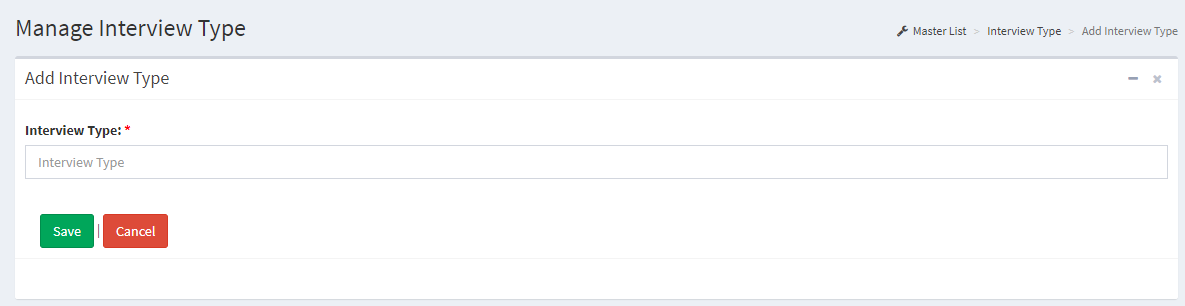 Manage Interview Type
Master List > Interview Type > Add Interview Type
Add Interview Type
Interview Type: *
Interview Type
Save | Cancel